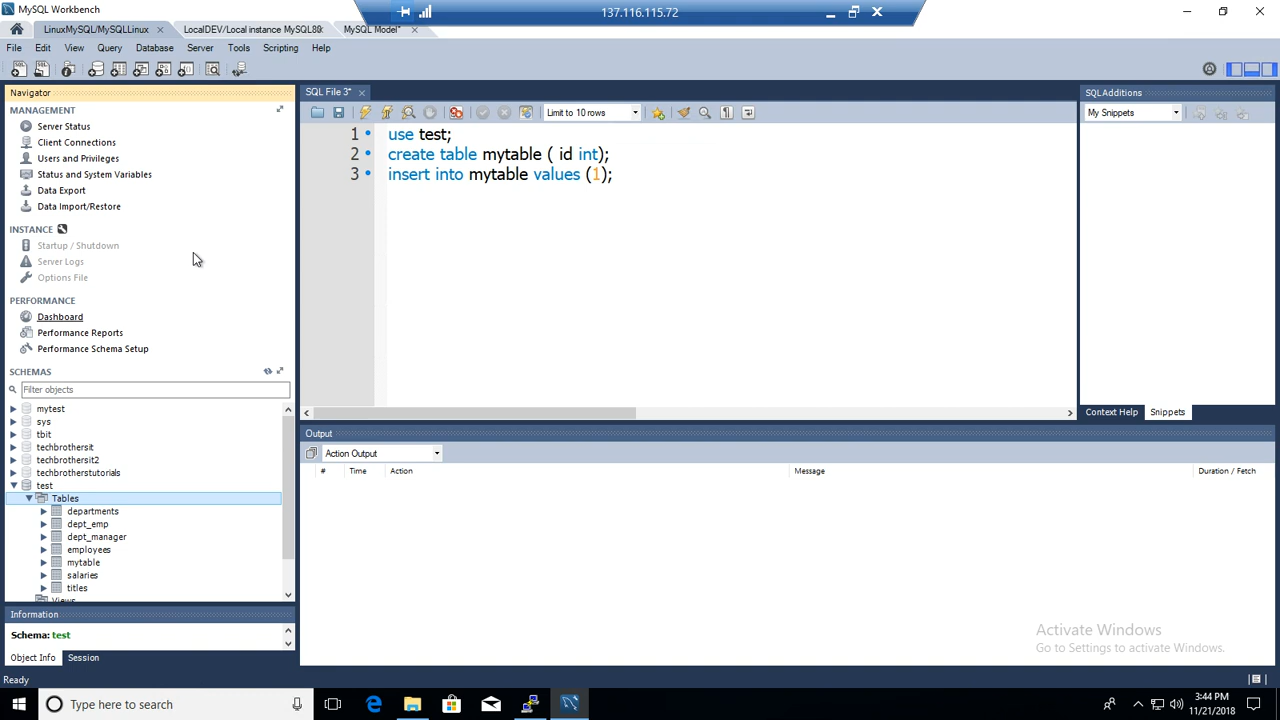 MySQL Workbench
137.116.115.72
LinuxMySQL/MySQLLinux
LocalDEV/Local instance MySQL80
MySQL Model*
File Edit View Query Database Server Tools Scripting Help
Navigator
MANAGEMENT
Server Status
Client Connections
Users and Privileges
Status and System Variables
Data Export
Data Import/Restore
INSTANCE
Startup / Shutdown
Server Logs
Options File
PERFORMANCE
Dashboard
Performance Reports
Performance Schema Setup
SCHEMAS
Filter objects
mytest
sys
tbit
techbrothersit
techbrothersit2
techbrotherstutorials
test
Tables
departments
dept_emp
dept_manager
employees
mytable
salaries
titles
Views
Information
Schema: test
Object Info Session
SQL File 3*
Limit to 10 rows
1 use test;
2 create table mytable ( id int);
3 insert into mytable values (1);
Output
Action Output
# Time Action Message Duration / Fetch
SQLAdditions
My Snippets
Context Help Snippets
Activate Windows
Go to Settings to activate Windows.
Ready
Type here to search
3:44 PM
11/21/2018